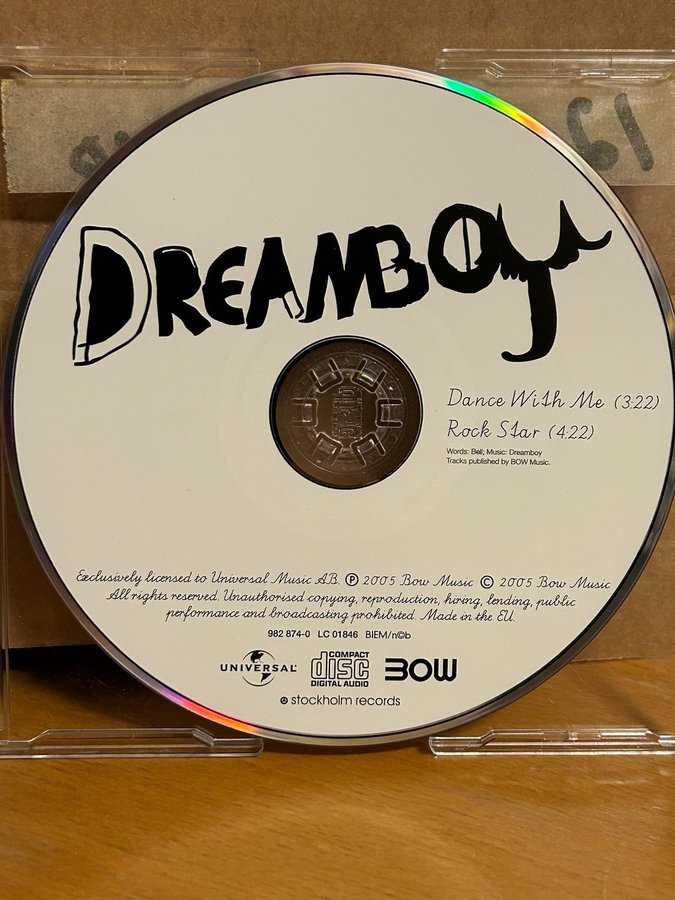 61
DREAMBOY
Dance With Me (3:22)
Rock Star (4:22)
Words: Bell; Music: Dreamboy
Tracks published by BOW Music.
Exclusively licensed to Universal Music AB. Ⓟ 2005 Bow Music © 2005 Bow Music
All rights reserved. Unauthorised copying, reproduction, hiring, lending, public
performance and broadcasting prohibited. Made in the EU.
982 874-0 LC 01846 BIEM/n©b
UNIVERSAL COMPACT disc DIGITAL AUDIO BOW
stockholm records